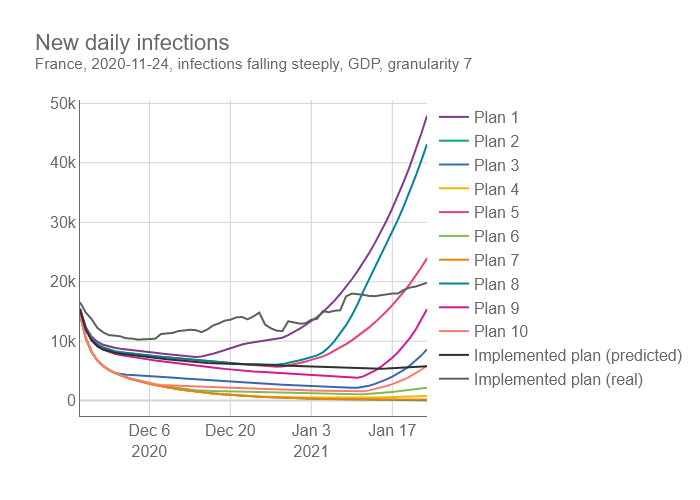 New daily infections
France, 2020-11-24, infections falling steeply, GDP, granularity 7
50k
40k
30k
20k
10k
0
Dec 6
2020
Dec 20
Jan 3
2021
Jan 17
Plan 1
Plan 2
Plan 3
Plan 4
Plan 5
Plan 6
Plan 7
Plan 8
Plan 9
Plan 10
Implemented plan (predicted)
Implemented plan (real)